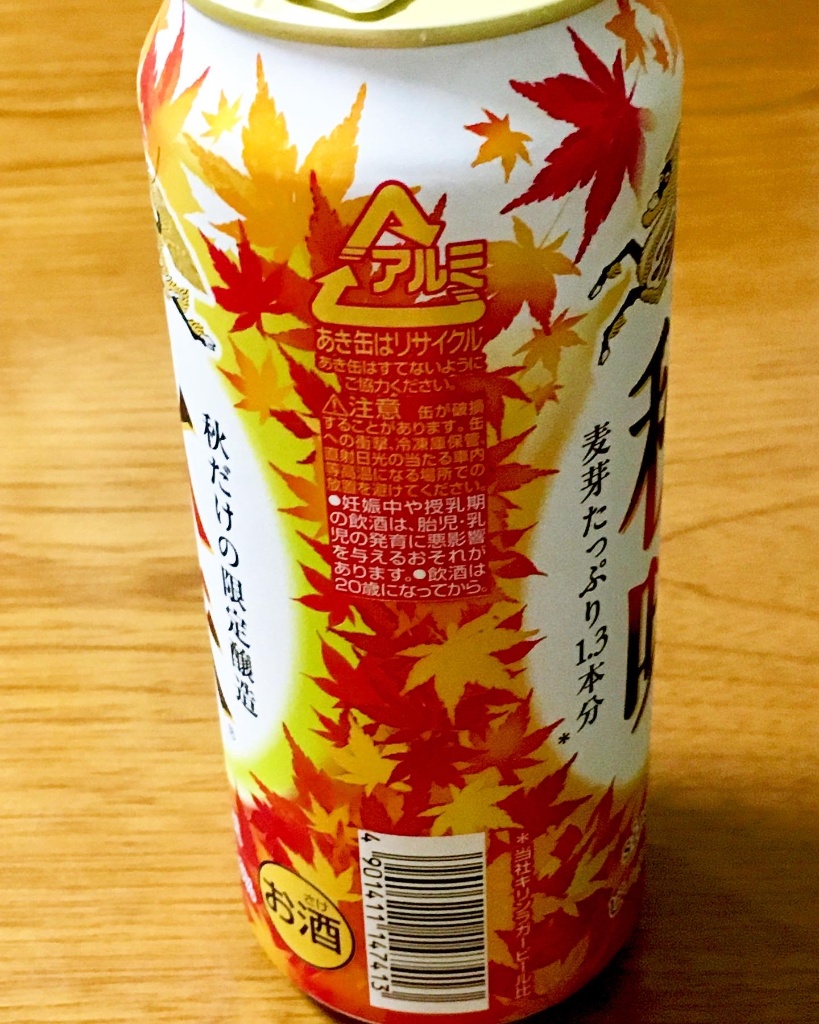 アルミ
あき缶はリサイクル
あき缶はすてないように
ご協力ください。
⚠注意 缶が破損
することがあります。缶
への衝撃、冷凍庫保管、
直射日光の当たる車内
等高温になる場所での
放置を避けてください。
●妊娠中や授乳期
の飲酒は、胎児・乳
児の発育に悪影響
を与えるおそれが
あります。●飲酒は
20歳になってから。
秋だけの限定醸造
麦芽たっぷり1.3本分
*
秋味
お酒
さけ
4901411147413
*当社キリンラガービール比